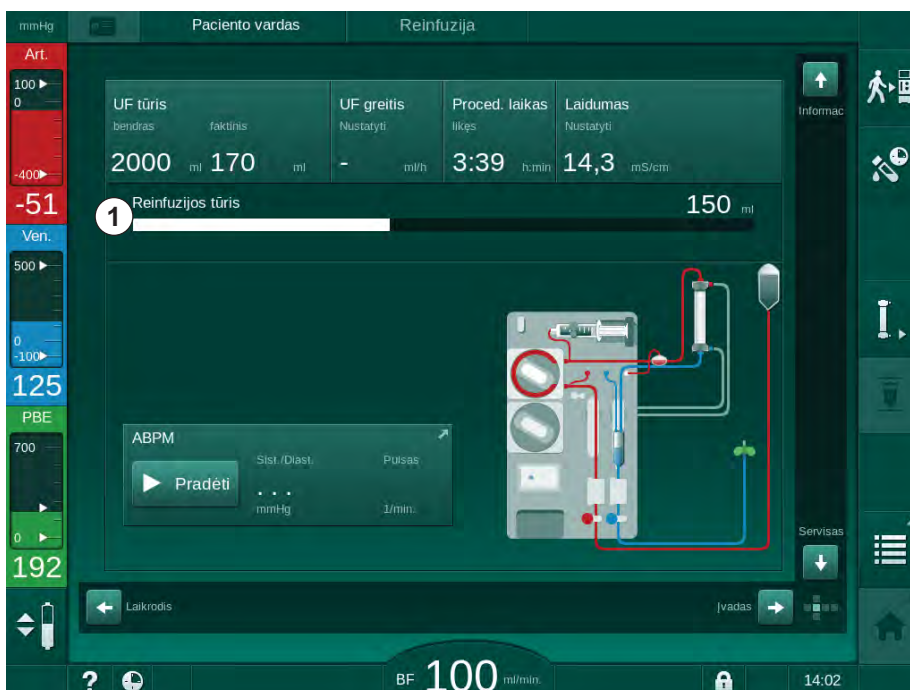 mmHg Paciento vardas Reinfuzija
Art.
100
0
-400
-51
Ven.
500
0
-100
125
PBE
700
0
192
UF tūris UF greitis Proced. laikas Laidumas
bendras faktinis Nustatyti likęs Nustatyti
2000 ml 170 ml - ml/h 3:39 h:min 14,3 mS/cm
1 Reinfuzijos tūris 150 ml
ABPM
Sist./Diast. Pulsas
Pradėti . . .
mmHg 1/min.
Informac
Servisas
Laikrodis Įvadas
? BF 100 ml/min. 14:02